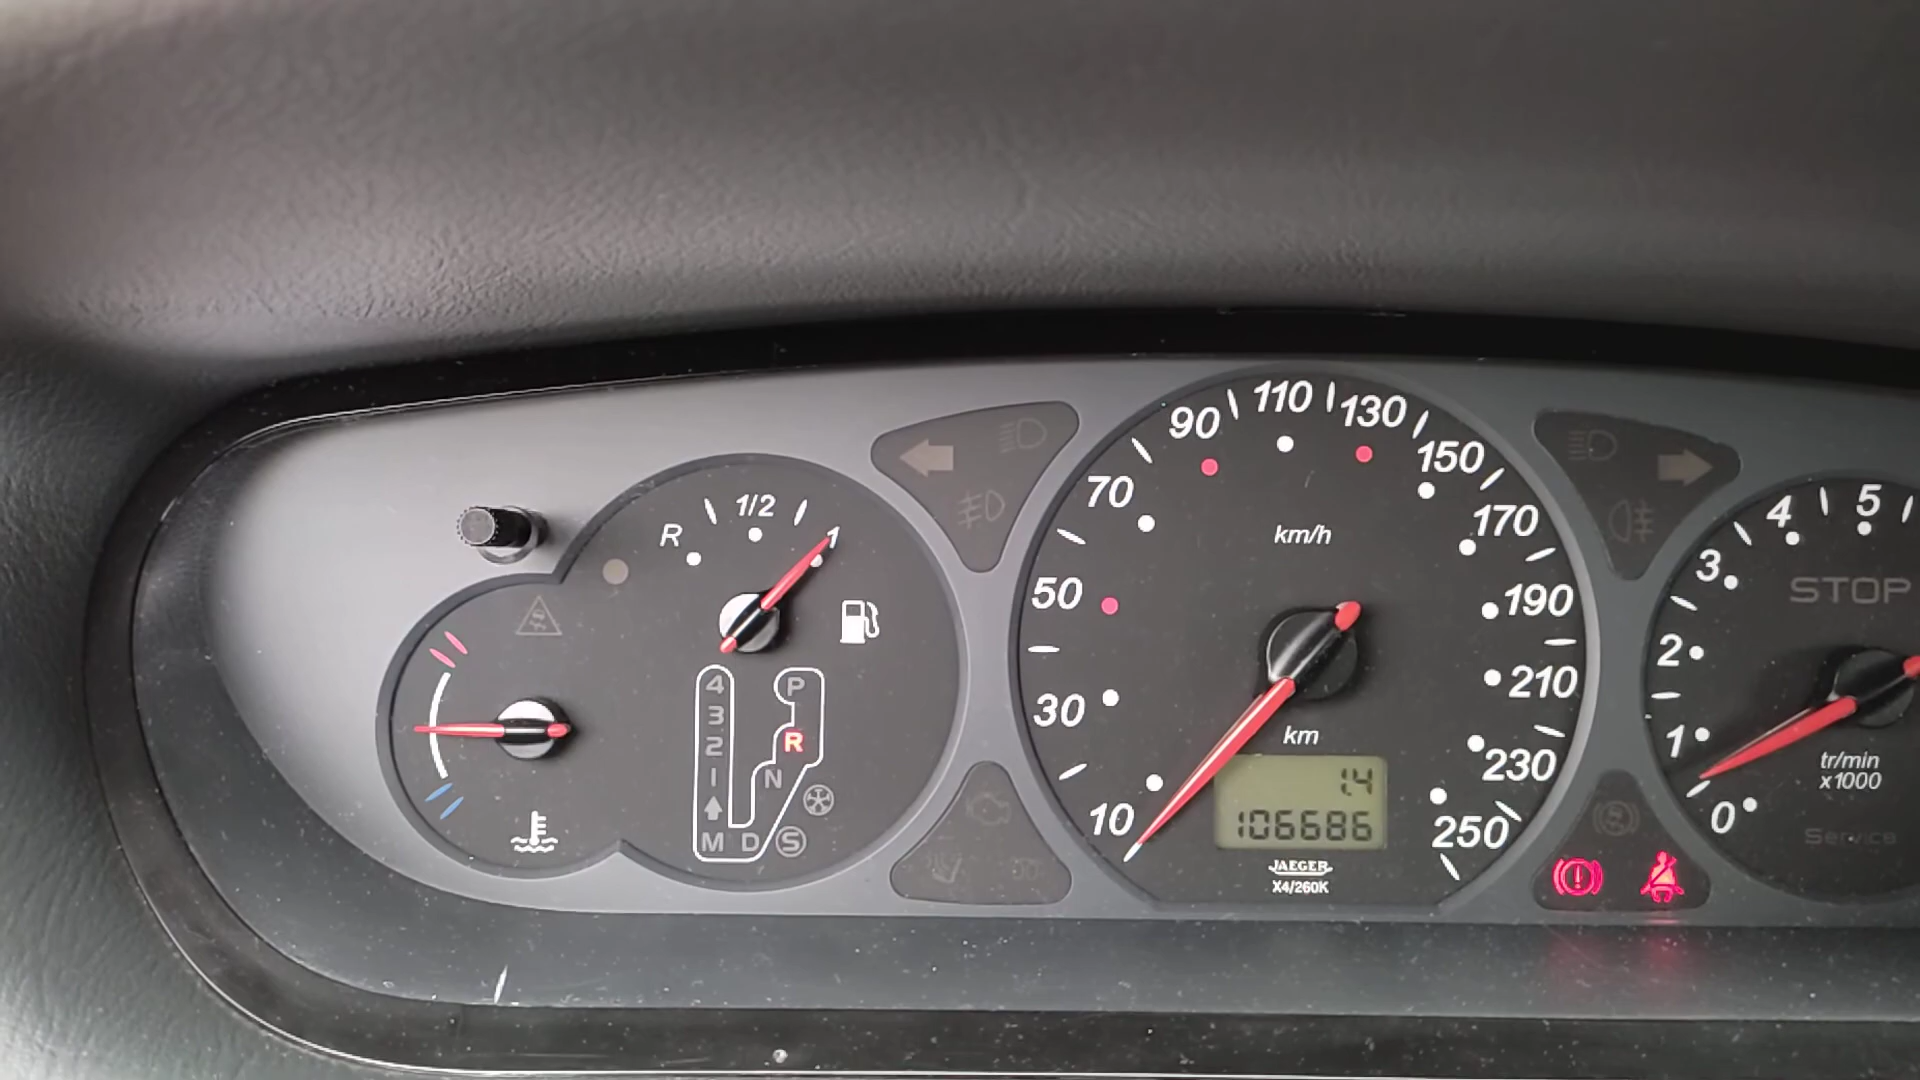 R 1/2 1
4 P
3
2 R
1 N
M D S
10 30 50 70 90 110 130 150 170 190 210 230 250
km/h
km
1.4
106686
JAEGER
X4/260K
0 1 2 3 4 5
STOP
tr/min
x1000
Service